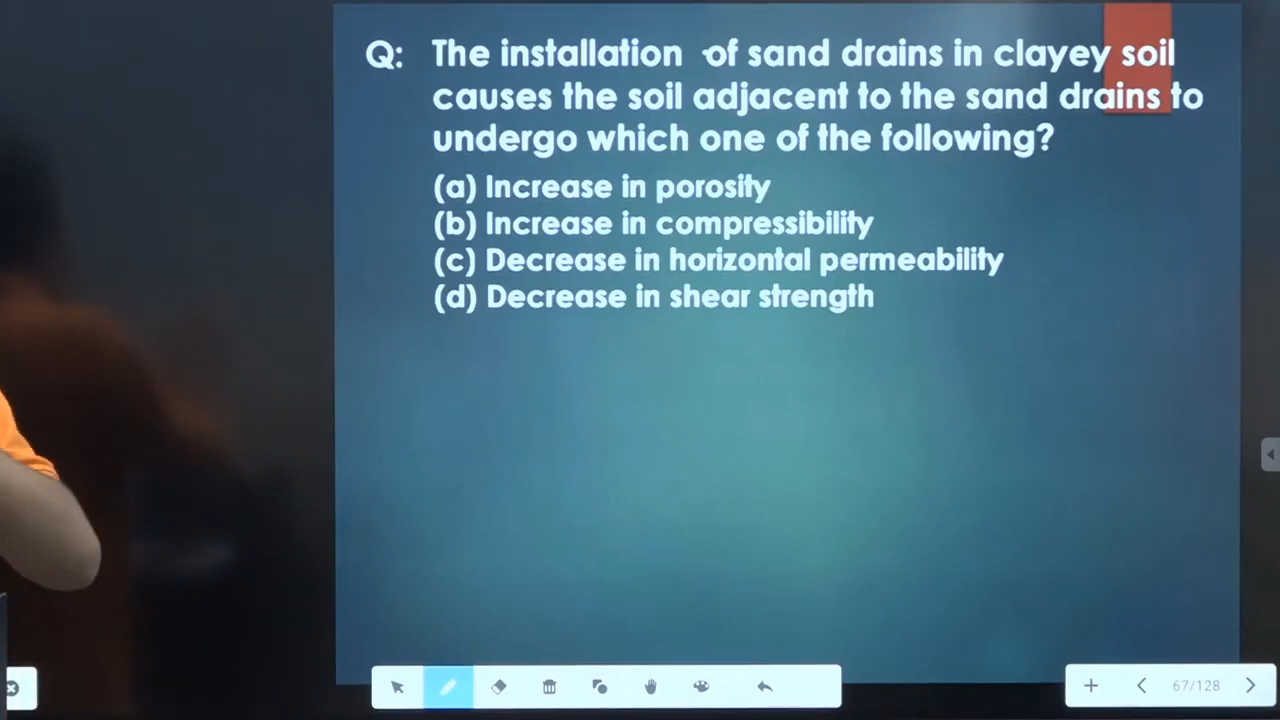 Q: The installation of sand drains in clayey soil
causes the soil adjacent to the sand drains to
undergo which one of the following?
(a) Increase in porosity
(b) Increase in compressibility
(c) Decrease in horizontal permeability
(d) Decrease in shear strength
67/128